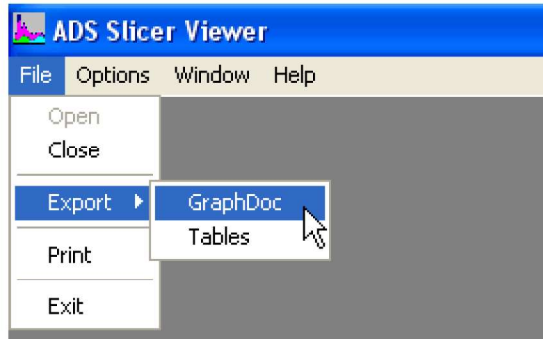 ADS Slicer Viewer
File Options Window Help
Open
Close
Export GraphDoc
Tables
Print
Exit